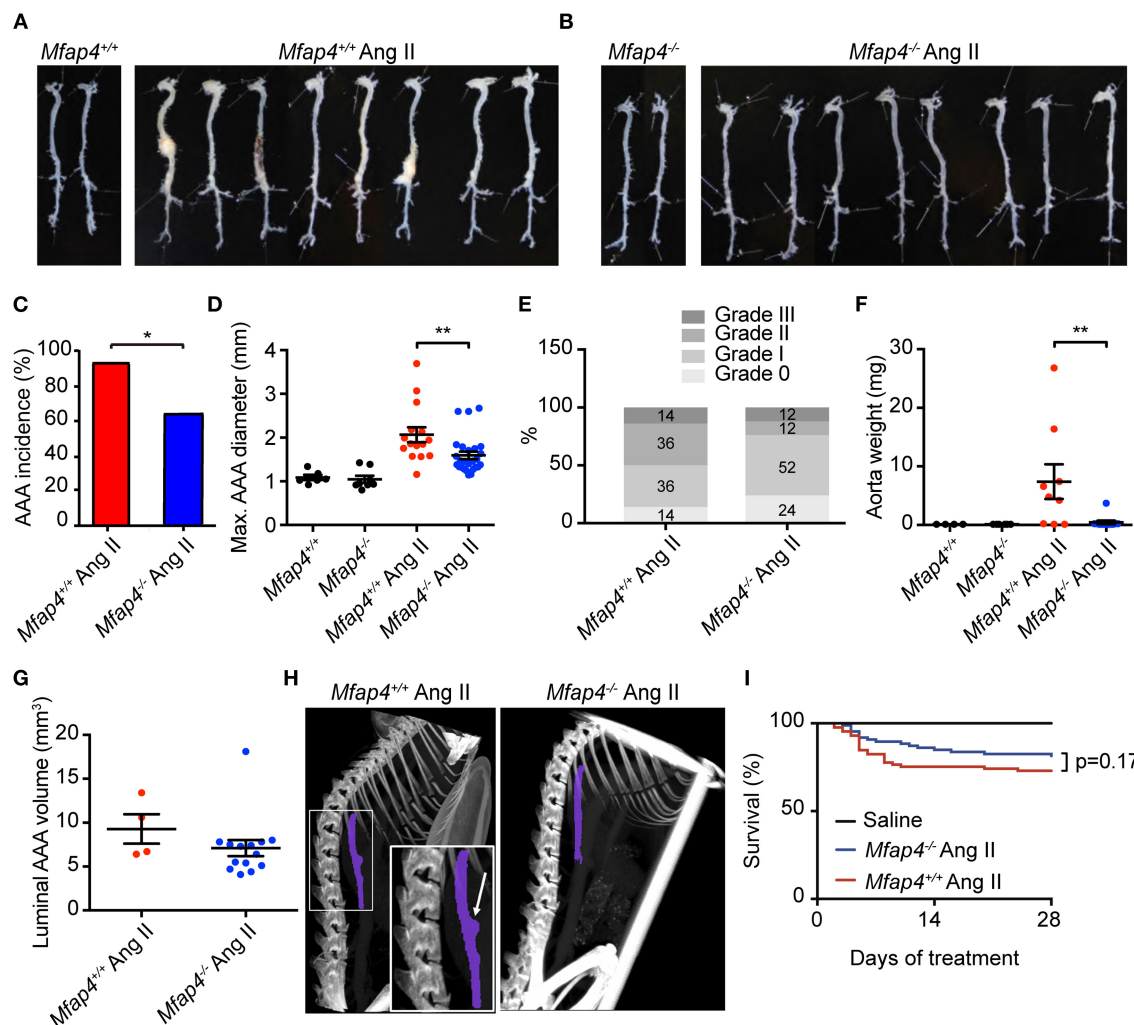 A
B
Mfap4+/+
Mfap4+/+ Ang II
Mfap4-/-
Mfap4-/- Ang II
C
D
E
F
AAA incidence (%)
100
80
60
40
20
0
*
Mfap4+/+ Ang II
Mfap4-/- Ang II
Max. AAA diameter (mm)
4
3
2
1
0
**
Mfap4+/+
Mfap4-/-
Mfap4+/+ Ang II
Mfap4-/- Ang II
Grade III
Grade II
Grade I
Grade 0
%
150
100
50
0
14
36
36
14
12
12
52
24
Mfap4+/+ Ang II
Mfap4-/- Ang II
Aorta weight (mg)
30
20
10
0
**
Mfap4+/+
Mfap4-/-
Mfap4+/+ Ang II
Mfap4-/- Ang II
G
H
I
Luminal AAA volume (mm3)
20
15
10
5
0
Mfap4+/+ Ang II
Mfap4-/- Ang II
Mfap4+/+ Ang II
Mfap4-/- Ang II
Survival (%)
100
50
0
p=0.17
Saline
Mfap4-/- Ang II
Mfap4+/+ Ang II
0
14
28
Days of treatment